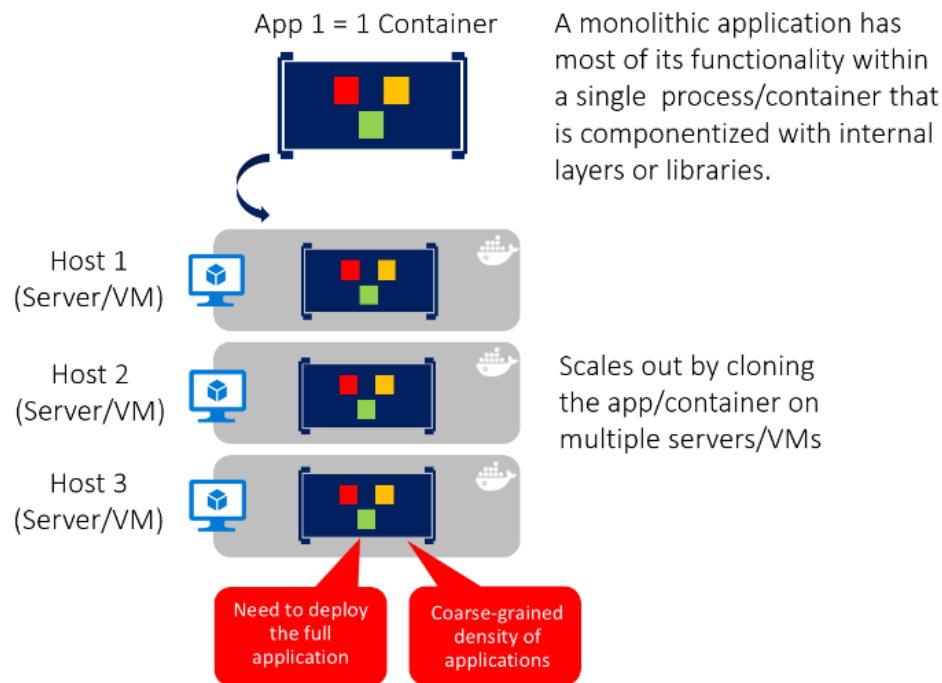 App 1 = 1 Container
A monolithic application has
most of its functionality within
a single process/container that
is componentized with internal
layers or libraries.
Host 1
(Server/VM)
Host 2
(Server/VM)
Host 3
(Server/VM)
Scales out by cloning
the app/container on
multiple servers/VMs
Need to deploy
the full
application
Coarse-grained
density of
applications